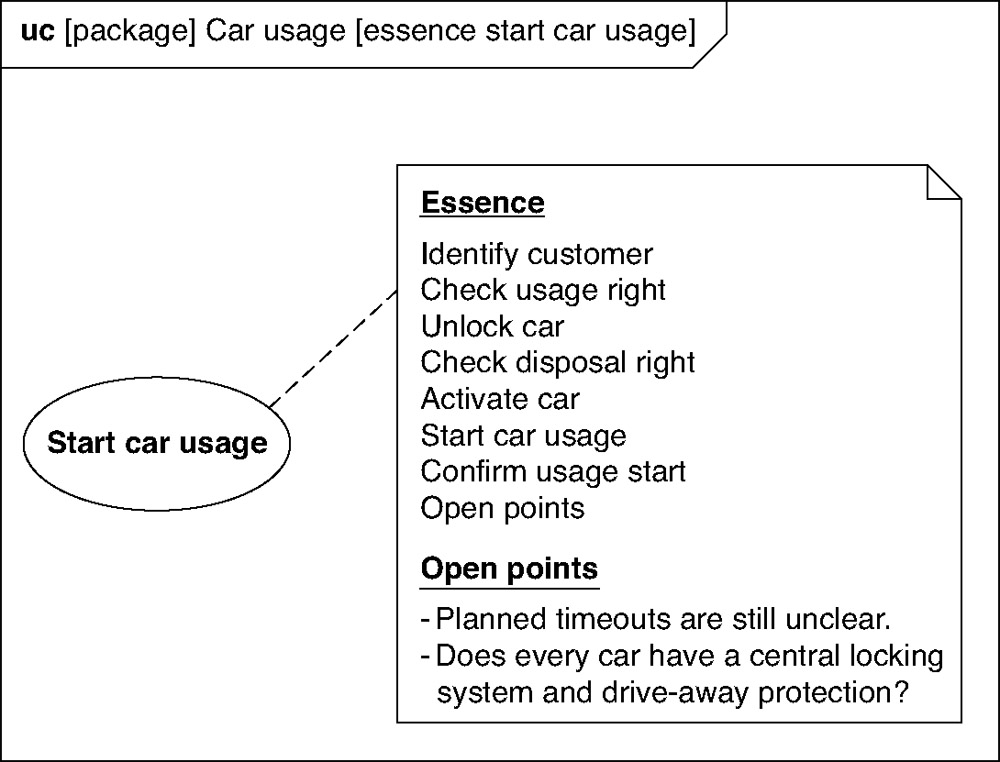 uc [package] Car usage [essence start car usage]
Essence
Identify customer
Check usage right
Unlock car
Check disposal right
Activate car
Start car usage
Confirm usage start
Open points
Open points
- Planned timeouts are still unclear.
- Does every car have a central locking
system and drive-away protection?
Start car usage